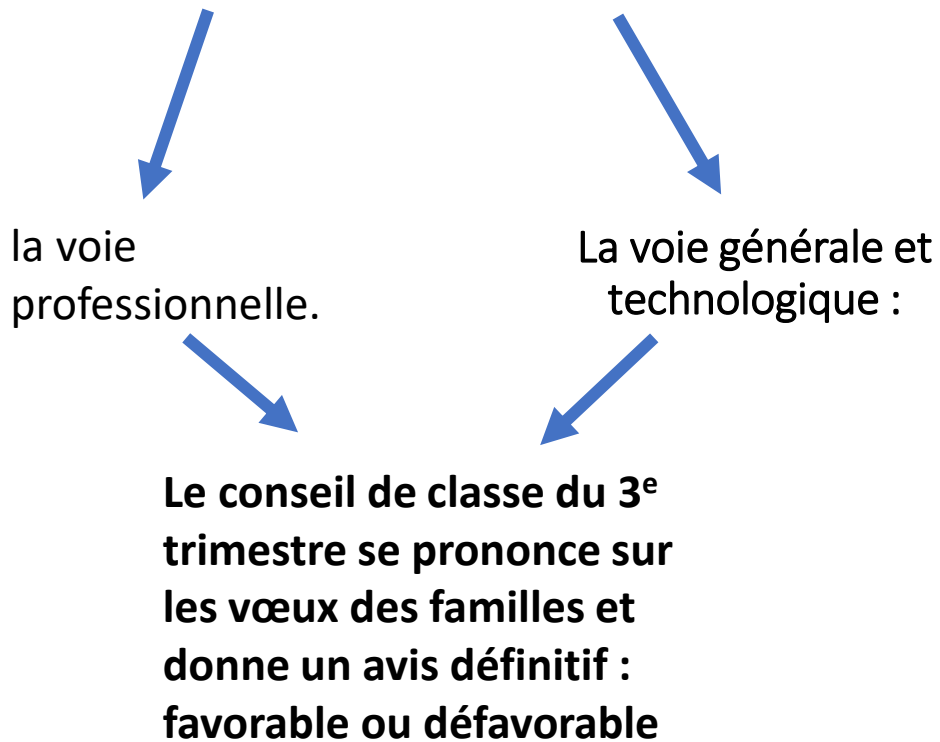 la voie
professionnelle.
La voie générale et
technologique :
Le conseil de classe du 3e
trimestre se prononce sur
les vœux des familles et
donne un avis définitif :
favorable ou défavorable